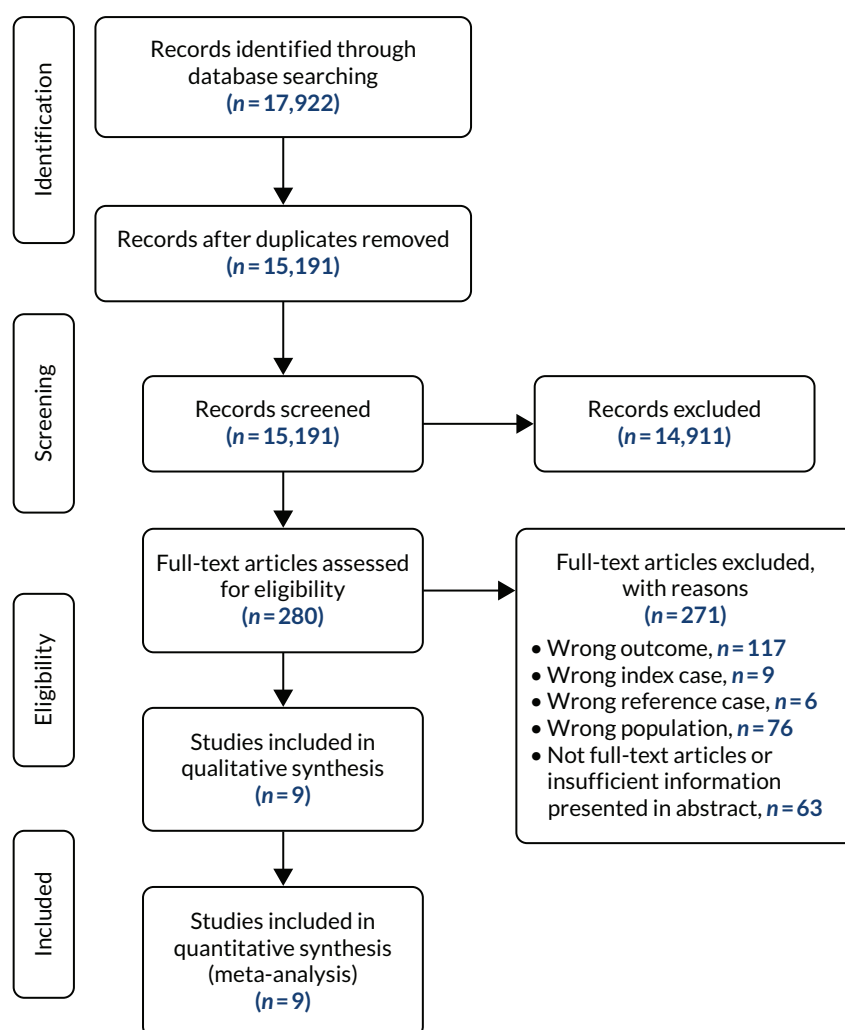 Identification
Records identified through
database searching
(n=17,922)
Records after duplicates removed
(n=15,191)
Screening
Records screened
(n=15,191)
Records excluded
(n=14,911)
Eligibility
Full-text articles assessed
for eligibility
(n=280)
Full-text articles excluded,
with reasons
(n=271)
• Wrong outcome, n=117
• Wrong index case, n=9
• Wrong reference case, n=6
• Wrong population, n=76
• Not full-text articles or
insufficient information
presented in abstract, n=63
Studies included in
qualitative synthesis
(n=9)
Included
Studies included in
quantitative synthesis
(meta-analysis)
(n=9)